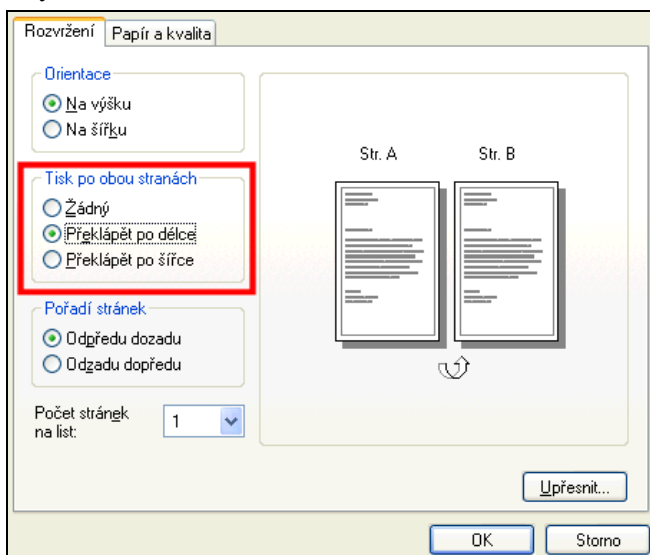 Rozvržení Papír a kvalita
Orientace
Na výšku
Na šířku
Tisk po obou stranách
Žádný
Překlápět po délce
Překlápět po šířce
Pořadí stránek
Odpředu dozadu
Odzadu dopředu
Počet stránek
na list:
1
Str. A Str. B
Upřesnit...
OK Storno